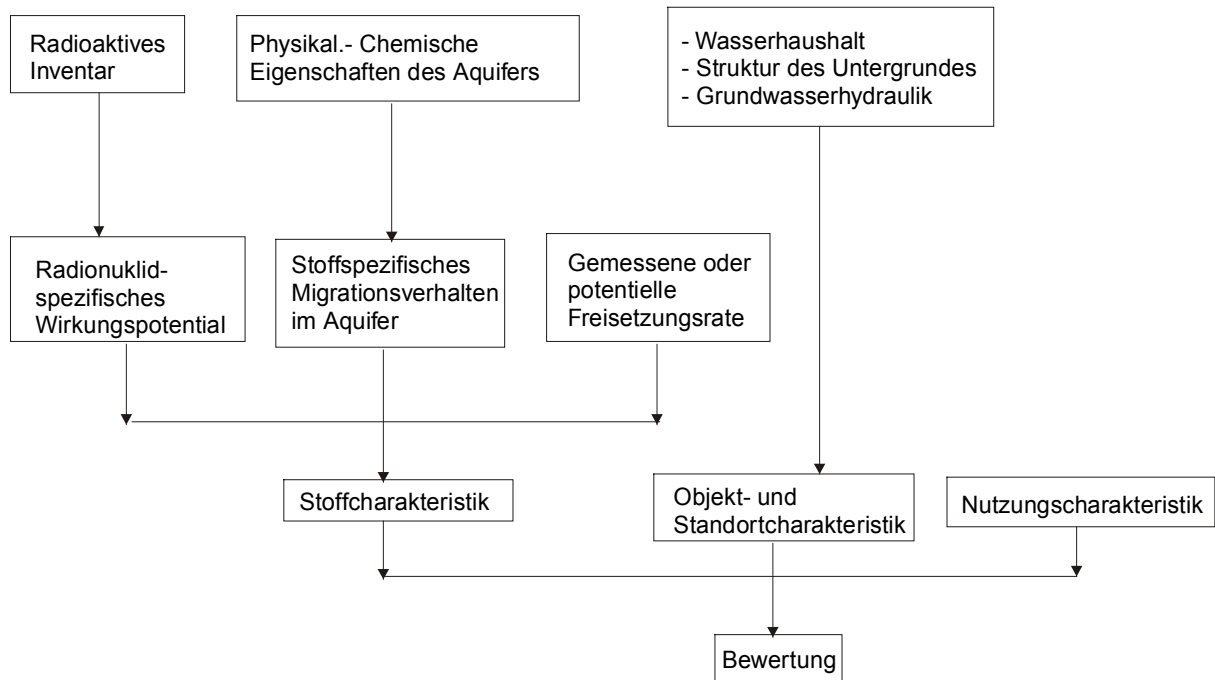 Radioaktives
Inventar
Physikal.- Chemische
Eigenschaften des Aquifers
- Wasserhaushalt
- Struktur des Untergrundes
- Grundwasserhydraulik
Radionuklid-
spezifisches
Wirkungspotential
Stoffspezifisches
Migrationsverhalten
im Aquifer
Gemessene oder
potentielle
Freisetzungsrate
Stoffcharakteristik
Objekt- und
Standortcharakteristik
Nutzungscharakteristik
Bewertung